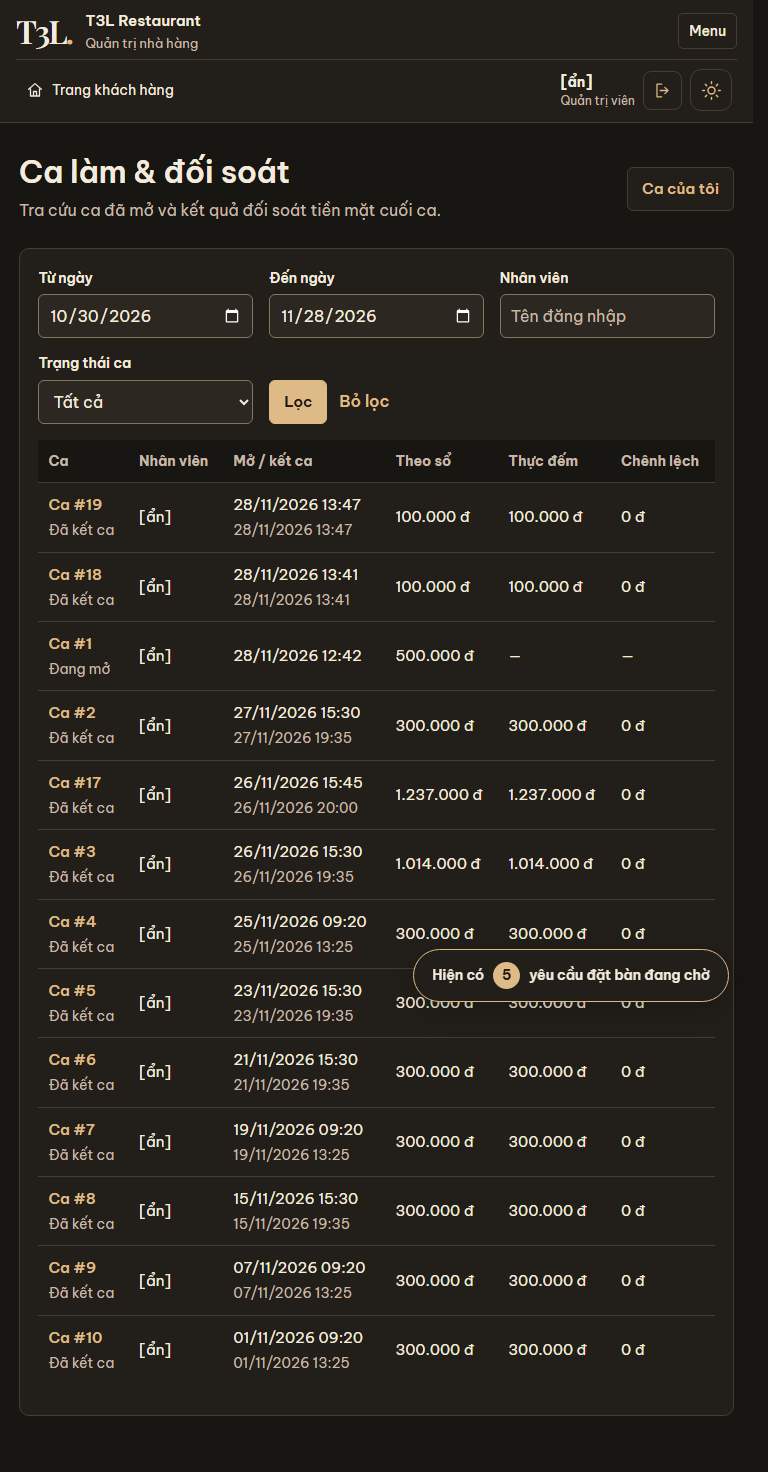 T3L.
T3L Restaurant
Quản trị nhà hàng
Menu
Trang khách hàng
[ẩn]
Quản trị viên
Ca làm & đối soát
Tra cứu ca đã mở và kết quả đối soát tiền mặt cuối ca.
Ca của tôi
Từ ngày
Đến ngày
Nhân viên
10/30/2026
11/28/2026
Tên đăng nhập
Trạng thái ca
Tất cả
Lọc
Bỏ lọc
Ca Nhân viên Mở / kết ca Theo sổ Thực đếm Chênh lệch
Ca #19 28/11/2026 13:47
[ẩn] 100.000 đ 100.000 đ 0 đ
Đã kết ca 28/11/2026 13:47
Ca #18 28/11/2026 13:41
[ẩn] 100.000 đ 100.000 đ 0 đ
Đã kết ca 28/11/2026 13:41
Ca #1
[ẩn] 28/11/2026 12:42 500.000 đ — —
Đang mở
Ca #2 27/11/2026 15:30
[ẩn] 300.000 đ 300.000 đ 0 đ
Đã kết ca 27/11/2026 19:35
Ca #17 26/11/2026 15:45
[ẩn] 1.237.000 đ 1.237.000 đ 0 đ
Đã kết ca 26/11/2026 20:00
Ca #3 26/11/2026 15:30
[ẩn] 1.014.000 đ 1.014.000 đ 0 đ
Đã kết ca 26/11/2026 19:35
Ca #4 25/11/2026 09:20
[ẩn] 300.000 đ 300.000 đ 0 đ
Đã kết ca 25/11/2026 13:25
Hiện có 5 yêu cầu đặt bàn đang chờ
Ca #5 23/11/2026 15:30
[ẩn] 300.000 đ 300.000 đ 0 đ
Đã kết ca 23/11/2026 19:35
Ca #6 21/11/2026 15:30
[ẩn] 300.000 đ 300.000 đ 0 đ
Đã kết ca 21/11/2026 19:35
Ca #7 19/11/2026 09:20
[ẩn] 300.000 đ 300.000 đ 0 đ
Đã kết ca 19/11/2026 13:25
Ca #8 15/11/2026 15:30
[ẩn] 300.000 đ 300.000 đ 0 đ
Đã kết ca 15/11/2026 19:35
Ca #9 07/11/2026 09:20
[ẩn] 300.000 đ 300.000 đ 0 đ
Đã kết ca 07/11/2026 13:25
Ca #10 01/11/2026 09:20
[ẩn] 300.000 đ 300.000 đ 0 đ
Đã kết ca 01/11/2026 13:25